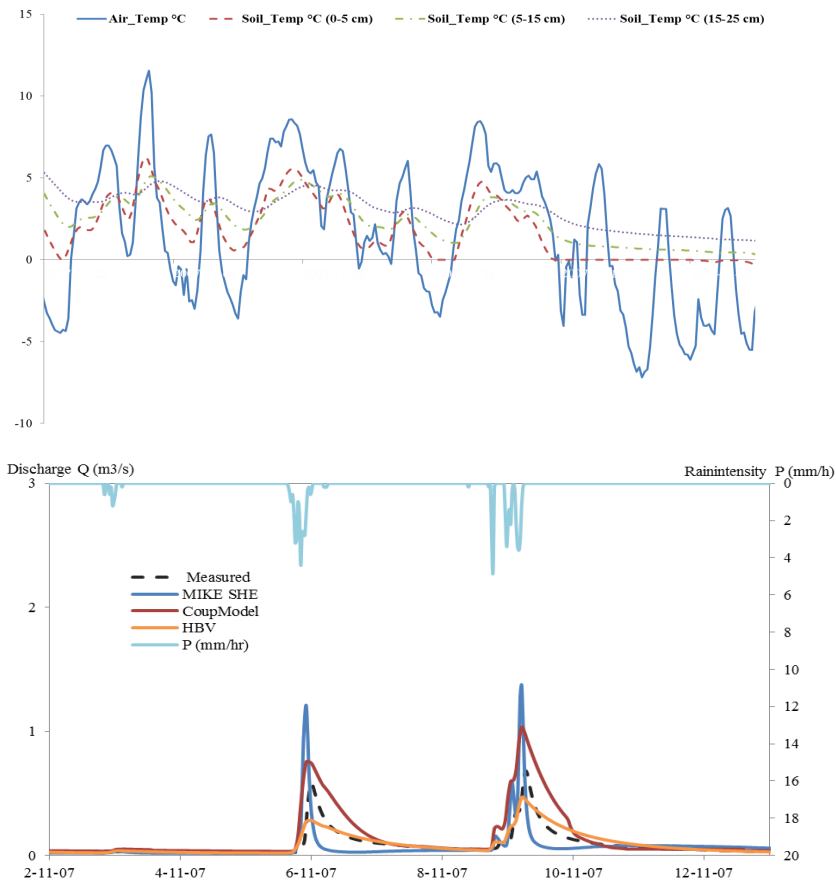 Air_Temp °C Soil_Temp °C (0-5 cm) Soil_Temp °C (5-15 cm) Soil_Temp °C (15-25 cm)
15
10
5
0
-5
-10
Discharge Q (m3/s) Rainintensity P (mm/h)
3 0
2
4
Measured
MIKE SHE
CoupModel
HBV
P (mm/hr)
6
2 8
10
12
1 14
16
18
0 20
2-11-07 4-11-07 6-11-07 8-11-07 10-11-07 12-11-07